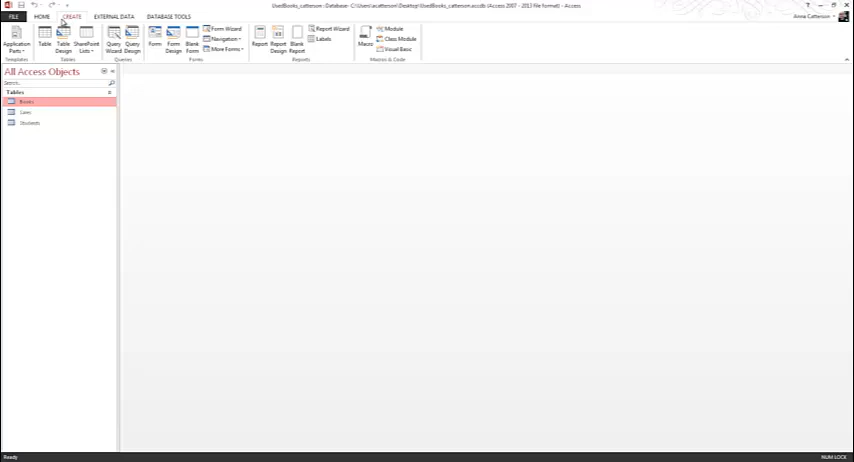 UsedBooks_catterson : Database- C:\Users\acatterson\Desktop\UsedBooks_catterson.accdb (Access 2007 - 2013 file format) - Access
FILE HOME CREATE EXTERNAL DATA DATABASE TOOLS Anna Catterson
Application Parts Table Table Design SharePoint Lists Query Wizard Query Design Form Form Design Blank Form Form Wizard Navigation More Forms Report Report Design Blank Report Report Wizard Labels Macro Module Class Module Visual Basic
Templates Tables Queries Forms Reports Macros & Code
All Access Objects
Search...
Tables
Books
Students
Ready NUM LOCK